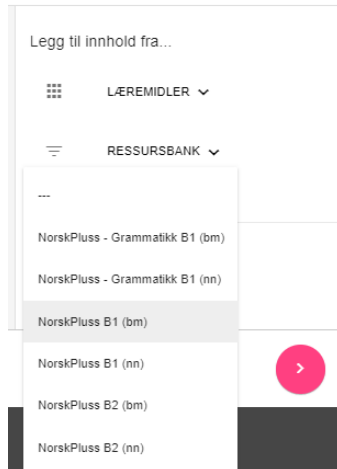 Legg til innhold fra...
LÆREMIDLER
RESSURSBANK
---
NorskPluss - Grammatikk B1 (bm)
NorskPluss - Grammatikk B1 (nn)
NorskPluss B1 (bm)
NorskPluss B1 (nn)
NorskPluss B2 (bm)
NorskPluss B2 (nn)